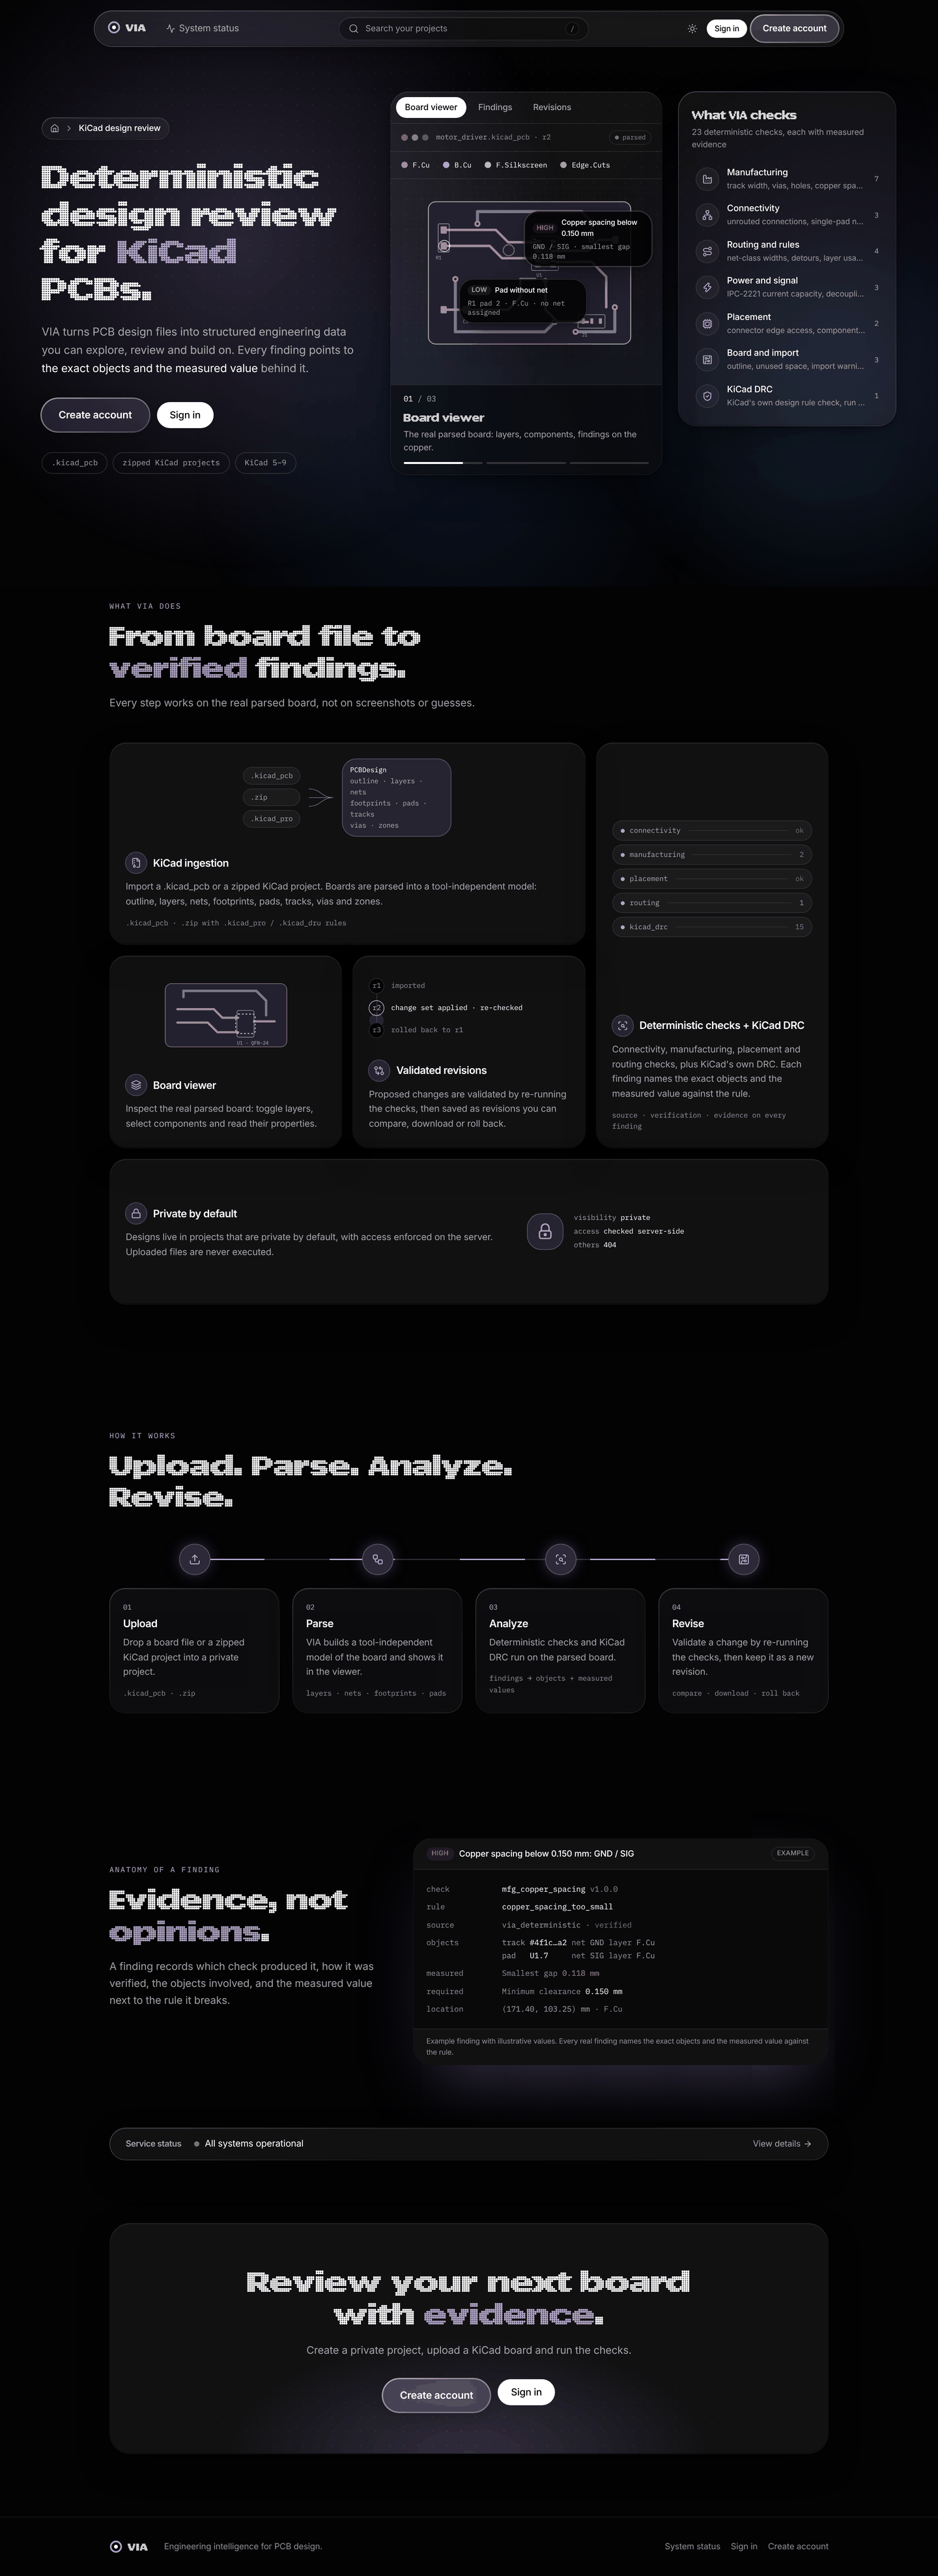 VIA
System status
Search your projects
/
Sign in
Create account
KiCad design review
Deterministic
design review
for KiCad
PCBs.
VIA turns PCB design files into structured engineering data
you can explore, review and build on. Every finding points to
the exact objects and the measured value behind it.
Create account
Sign in
.kicad_pcb
zipped KiCad projects
KiCad 5–9
Board viewer
Findings
Revisions
motor_driver.kicad_pcb · r2
parsed
F.Cu
B.Cu
F.Silkscreen
Edge.Cuts
HIGH
Copper spacing below
0.150 mm
GND / SIG · smallest gap
0.118 mm
R1
U1
LOW
Pad without net
R1 pad 2 · F.Cu · no net
assigned
J1
01 / 03
Board viewer
The real parsed board: layers, components, findings on the
copper.
What VIA checks
23 deterministic checks, each with measured
evidence
Manufacturing
track width, vias, holes, copper spa...
7
Connectivity
unrouted connections, single-pad n...
3
Routing and rules
net-class widths, detours, layer usa...
4
Power and signal
IPC-2221 current capacity, decoupli...
3
Placement
connector edge access, component...
2
Board and import
outline, unused space, import warni...
3
KiCad DRC
KiCad's own design rule check, run ...
1
WHAT VIA DOES
From board file to
verified findings.
Every step works on the real parsed board, not on screenshots or guesses.
.kicad_pcb
.zip
.kicad_pro
PCBDesign
outline · layers ·
nets
footprints · pads ·
tracks
vias · zones
KiCad ingestion
Import a .kicad_pcb or a zipped KiCad project. Boards are parsed into a tool-independent model:
outline, layers, nets, footprints, pads, tracks, vias and zones.
.kicad_pcb · .zip with .kicad_pro / .kicad_dru rules
connectivity
ok
manufacturing
2
placement
ok
routing
1
kicad_drc
15
Deterministic checks + KiCad DRC
Connectivity, manufacturing, placement and
routing checks, plus KiCad's own DRC. Each
finding names the exact objects and the
measured value against the rule.
source · verification · evidence on every
finding
U1 · QFN-24
Board viewer
Inspect the real parsed board: toggle layers,
select components and read their properties.
r1
imported
r2
change set applied · re-checked
r3
rolled back to r1
Validated revisions
Proposed changes are validated by re-running
the checks, then saved as revisions you can
compare, download or roll back.
Private by default
Designs live in projects that are private by default, with access enforced on the server.
Uploaded files are never executed.
visibility private
access checked server-side
others 404
HOW IT WORKS
Upload. Parse. Analyze.
Revise.
01
Upload
Drop a board file or a zipped
KiCad project into a private
project.
.kicad_pcb · .zip
02
Parse
VIA builds a tool-independent
model of the board and shows it
in the viewer.
layers · nets · footprints · pads
03
Analyze
Deterministic checks and KiCad
DRC run on the parsed board.
findings → objects + measured
values
04
Revise
Validate a change by re-running
the checks, then keep it as a new
revision.
compare · download · roll back
ANATOMY OF A FINDING
Evidence, not
opinions.
A finding records which check produced it, how it was
verified, the objects involved, and the measured value
next to the rule it breaks.
HIGH
Copper spacing below 0.150 mm: GND / SIG
EXAMPLE
check
mfg_copper_spacing v1.0.0
rule
copper_spacing_too_small
source
via_deterministic · verified
objects
track #4f1c…a2 net GND layer F.Cu
pad U1.7 net SIG layer F.Cu
measured
Smallest gap 0.118 mm
required
Minimum clearance 0.150 mm
location
(171.40, 103.25) mm · F.Cu
Example finding with illustrative values. Every real finding names the exact objects and the measured value against
the rule.
Service status
All systems operational
View details →
Review your next board
with evidence.
Create a private project, upload a KiCad board and run the checks.
Create account
Sign in
VIA
Engineering intelligence for PCB design.
System status
Sign in
Create account